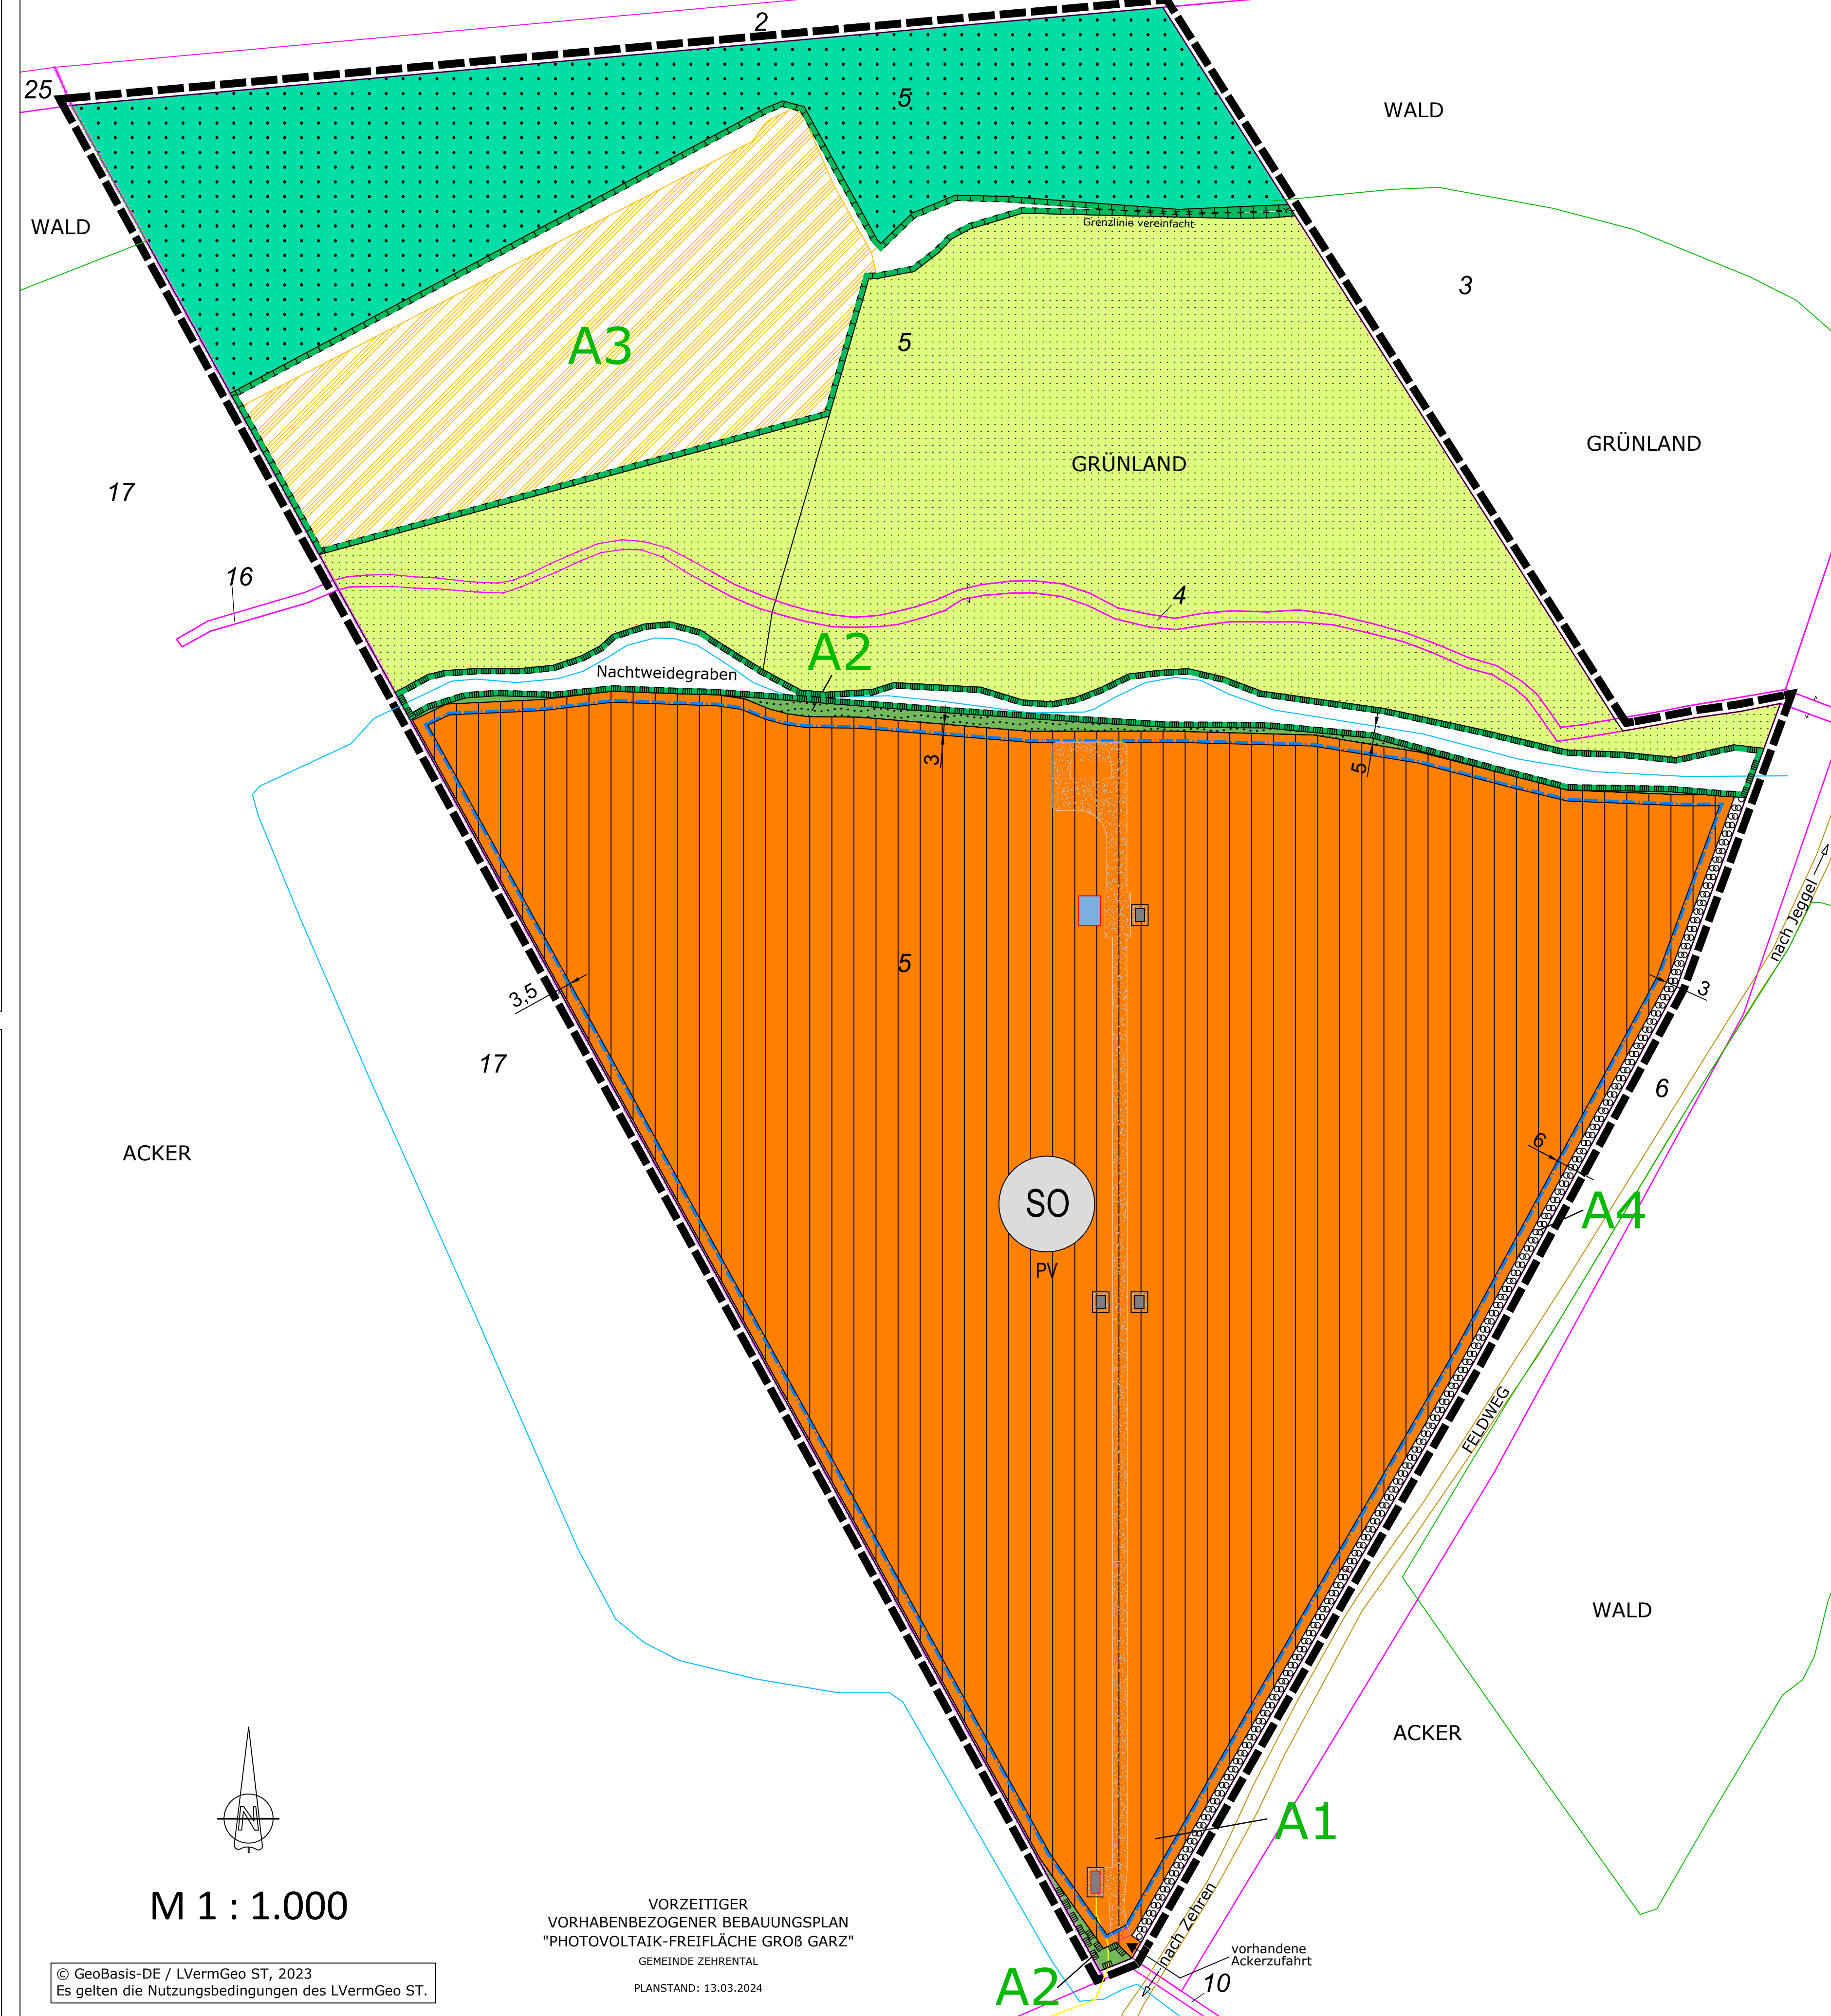 2
25
5
WALD
WALD
Grenzlinie vereinfacht
3
A3
5
GRÜNLAND
GRÜNLAND
17
16
4
A2
Nachtweidegraben
3
5
nach Jeggel
5
3,5
3
17
6
ACKER
6
SO
A4
PV
FELDWEG
WALD
ACKER
A1
N
M 1 : 1.000
VORZEITIGER
VORHABENBEZOGENER BEBAUUNGSPLAN
"PHOTOVOLTAIK-FREIFLÄCHE GROß GARZ"
GEMEINDE ZEHRENTAL
PLANSTAND: 13.03.2024
nach Zehren
vorhandene
Ackerzufahrt
A2
10
© GeoBasis-DE / LVermGeo ST, 2023
Es gelten die Nutzungsbedingungen des LVermGeo ST.